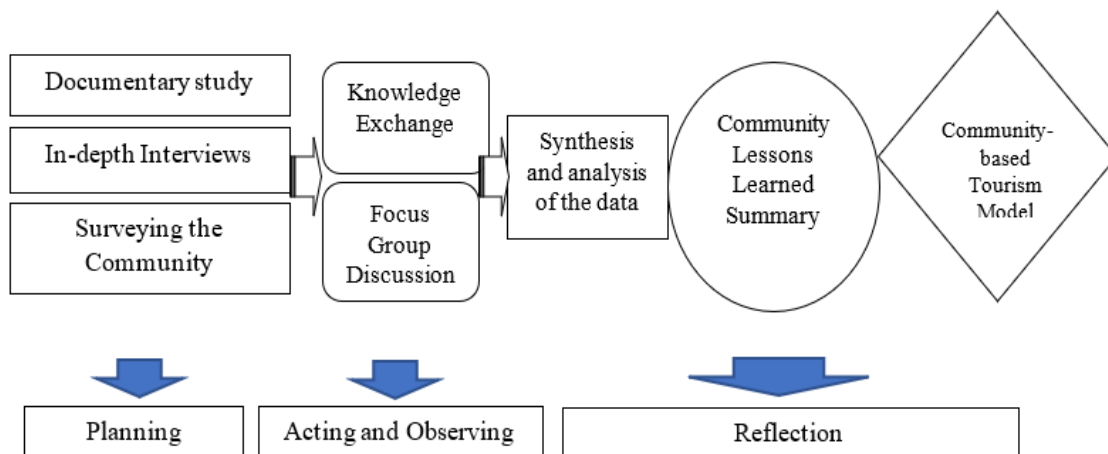 Documentary study
In-depth Interviews
Surveying the
Community
Knowledge
Exchange
Focus
Group
Discussion
Synthesis
and analysis
of the data
Community
Lessons
Learned
Summary
Community-
based
Tourism
Model
Planning
Acting and Observing
Reflection